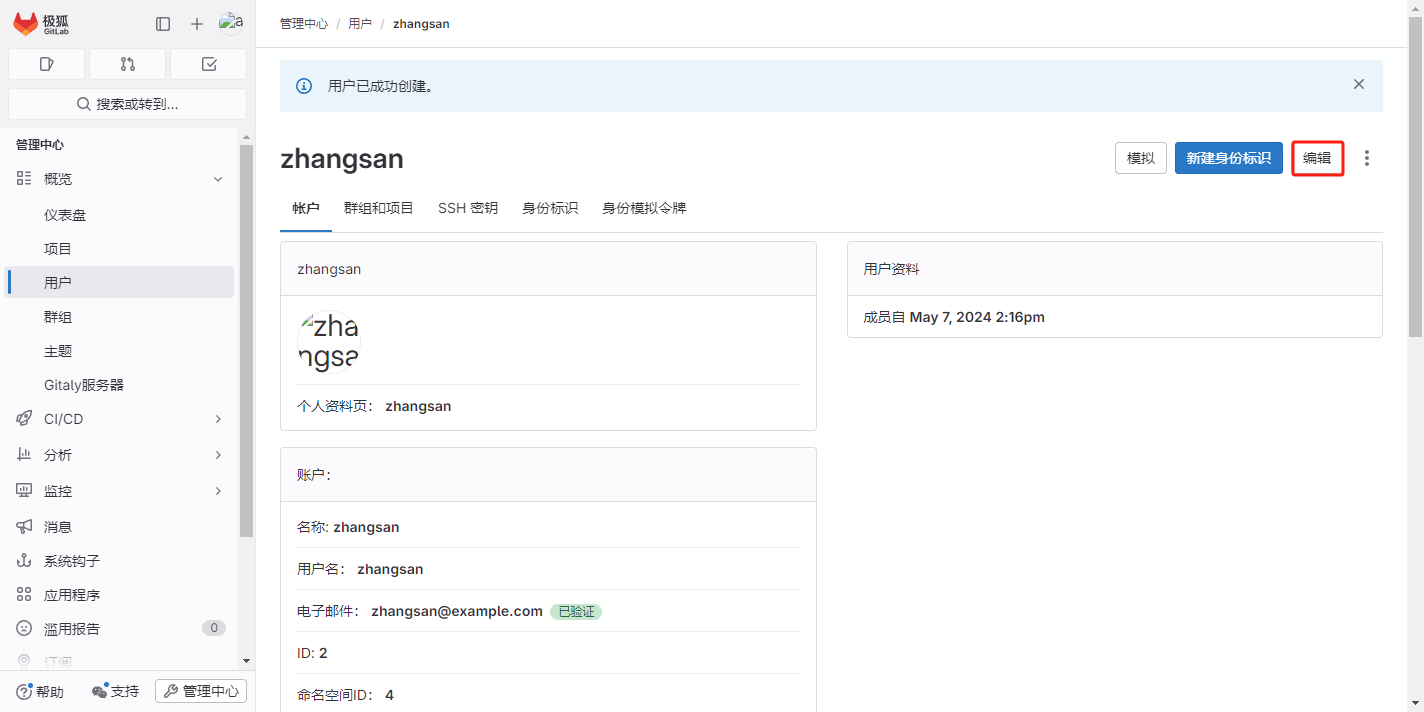 极狐
GitLab
a
搜索或转到...
管理中心
概览
仪表盘
项目
用户
群组
主题
Gitaly服务器
CI/CD
分析
监控
消息
系统钩子
应用程序
滥用报告 0
订阅
帮助 支持 管理中心
管理中心 / 用户 / zhangsan
用户已成功创建。
zhangsan
模拟 新建身份标识 编辑
帐户 群组和项目 SSH 密钥 身份标识 身份模拟令牌
zhangsan
zha
ngsa
个人资料页： zhangsan
账户：
名称: zhangsan
用户名： zhangsan
电子邮件： zhangsan@example.com 已验证
ID: 2
命名空间ID： 4
用户资料
成员自 May 7, 2024 2:16pm